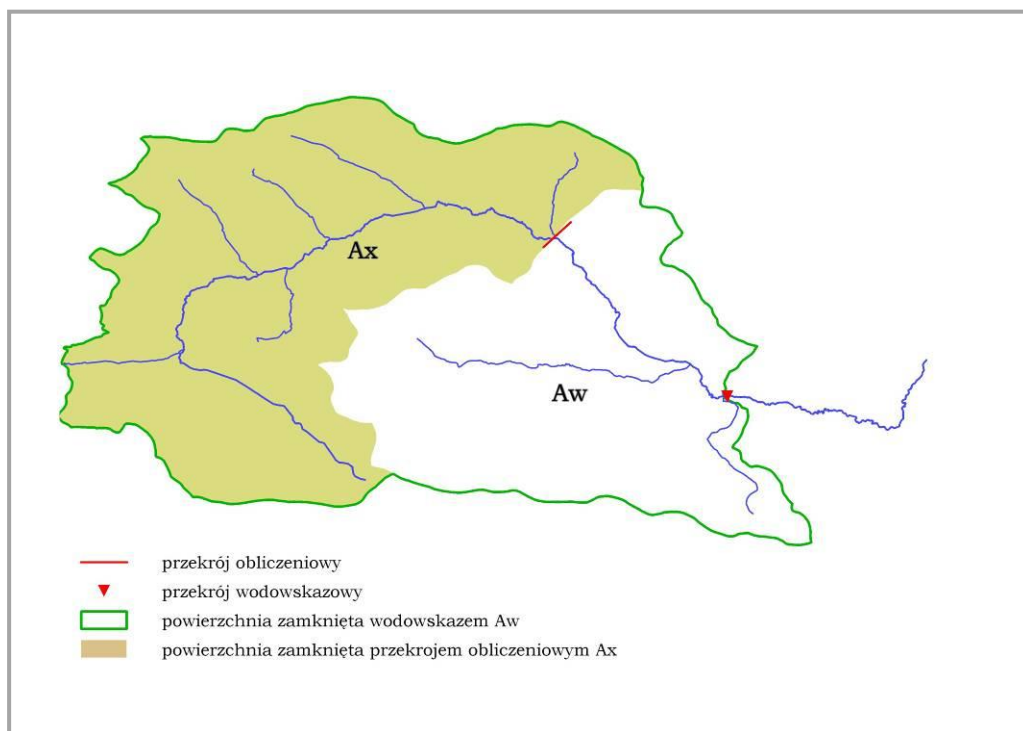 Ax
Aw
przekrój obliczeniowy
przekrój wodowskazowy
powierzchnia zamknięta wodowskazem Aw
powierzchnia zamknięta przekrojem obliczeniowym Ax